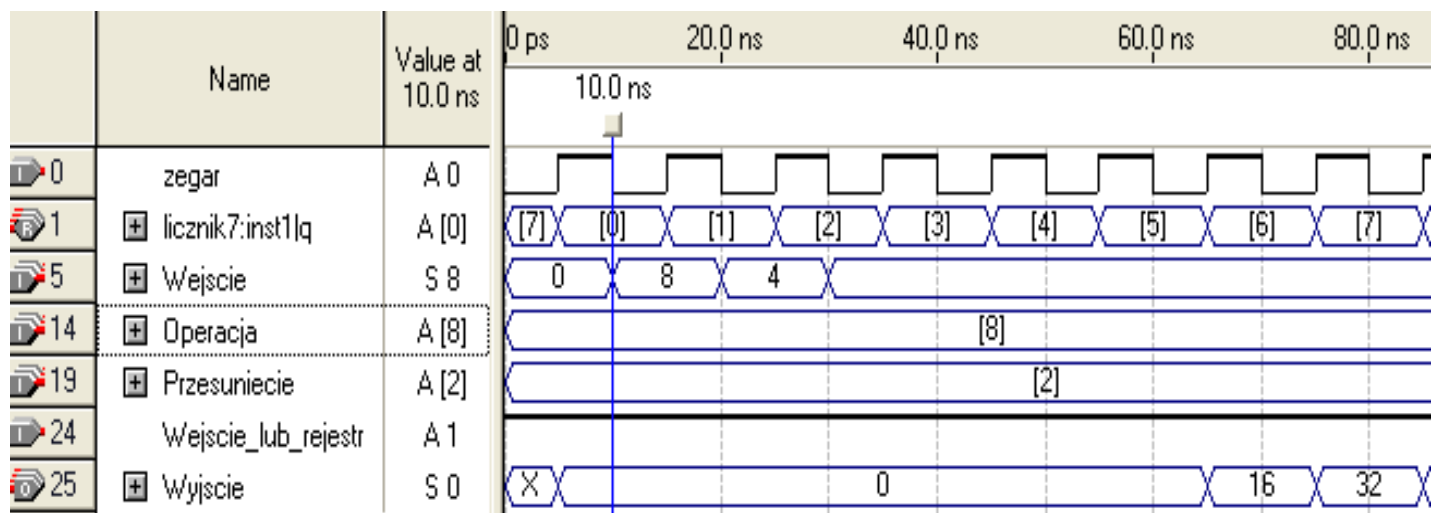 Name Value at 10.0 ns
0 ps 20.0 ns 40.0 ns 60.0 ns 80.0 ns
10.0 ns
0 zegar A 0
1 licznik7:inst1|q A [0] [7] [0] [1] [2] [3] [4] [5] [6] [7]
5 Wejscie S 8 0 8 4
14 Operacja A [8] [8]
19 Przesuniecie A [2] [2]
24 Wejscie_lub_rejestr A 1
25 Wyjscie S 0 X 0 16 32